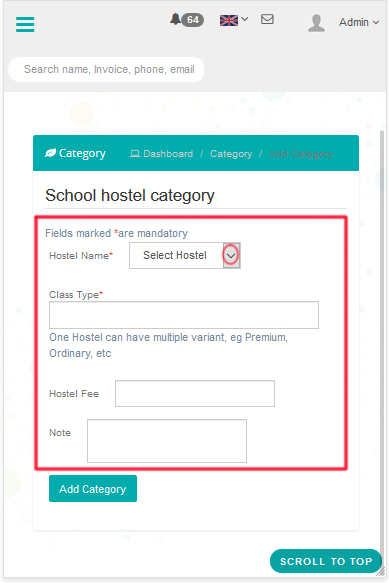 64
Admin
Search name, Invoice, phone, email
Category Dashboard / Category / Add Category
School hostel category
Fields marked *are mandatory
Hostel Name* Select Hostel
Class Type*
One Hostel can have multiple variant, eg Premium,
Ordinary, etc
Hostel Fee
Note
Add Category
SCROLL TO TOP